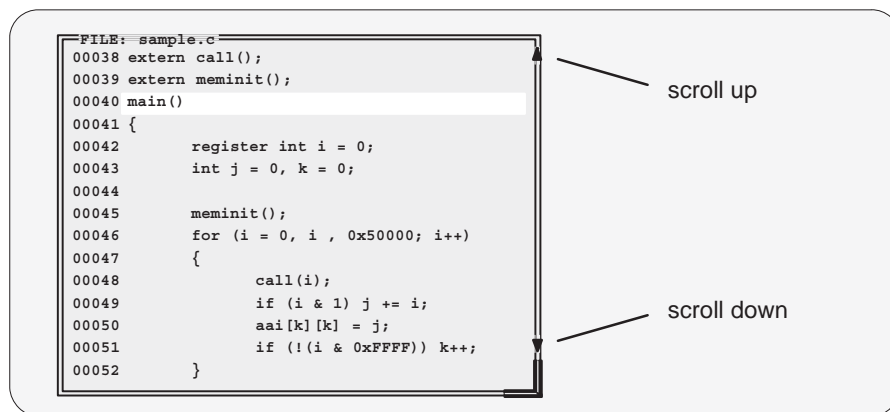 FILE: sample.c
00038 extern call();
00039 extern meminit();
00040 main()
00041 {
00042 register int i = 0;
00043 int j = 0, k = 0;
00044
00045 meminit();
00046 for (i = 0, i , 0x50000; i++)
00047 {
00048 call(i);
00049 if (i & 1) j += i;
00050 aai[k][k] = j;
00051 if (!(i & 0xFFFF)) k++;
00052 }
scroll up
scroll down